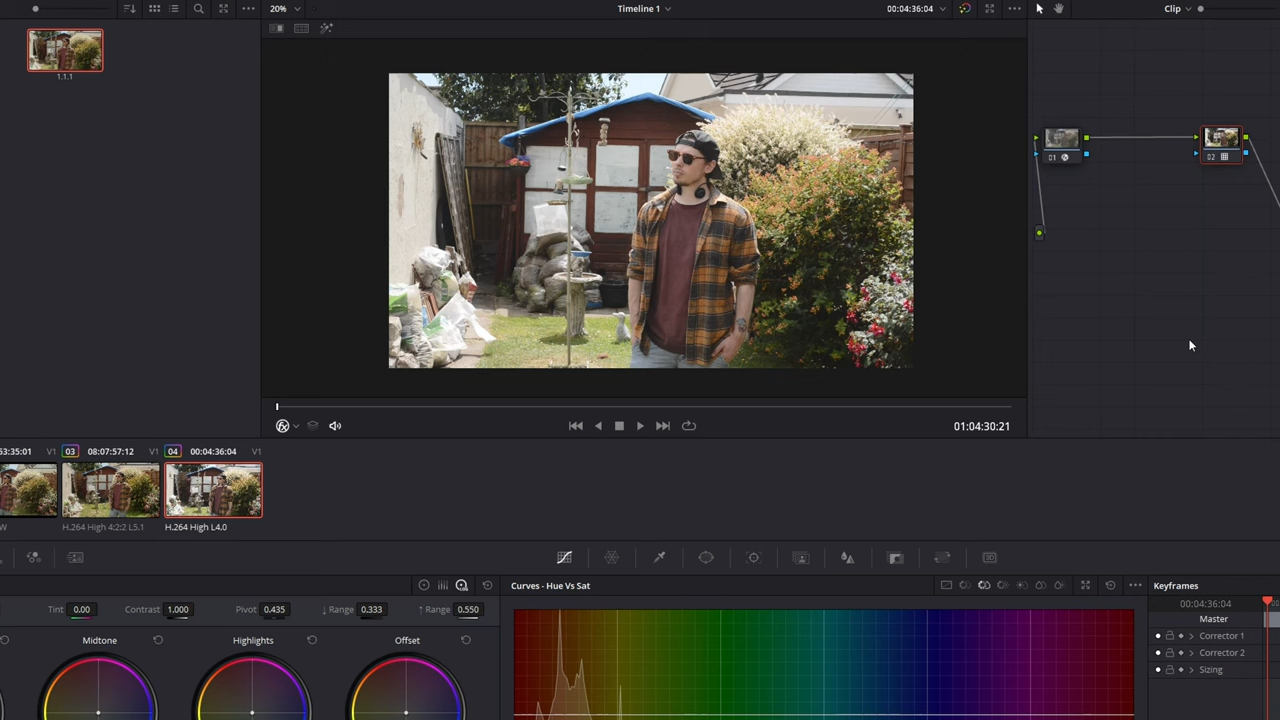 20%
Timeline 1
00:04:36:04
Clip
1.1.1
01
02
01:04:30:21
53:35:01
V1
03
08:07:57:12
V1
04
00:04:36:04
V1
W
H.264 High 4:2:2 L5.1
H.264 High L4.0
Curves - Hue Vs Sat
Keyframes
Tint
0.00
Contrast
1.000
Pivot
0.435
↓ Range
0.333
↑ Range
0.550
00:04:36:04
Master
Midtone
Highlights
Offset
Corrector 1
Corrector 2
Sizing